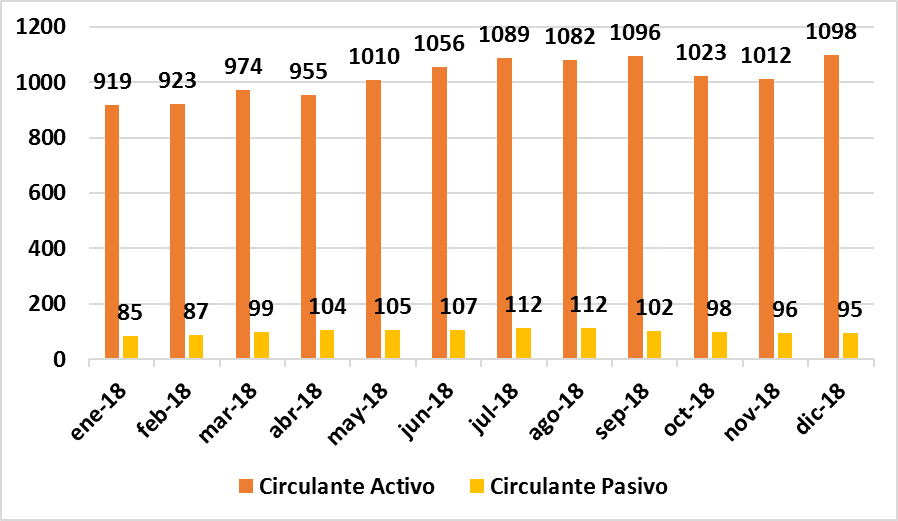 1200
1000
800
600
400
200
0
919 923 974 955 1010 1056 1089 1082 1096 1023 1012 1098
85 87 99 104 105 107 112 112 102 98 96 95
ene-18 feb-18 mar-18 abr-18 may-18 jun-18 jul-18 ago-18 sep-18 oct-18 nov-18 dic-18
Circulante Activo Circulante Pasivo